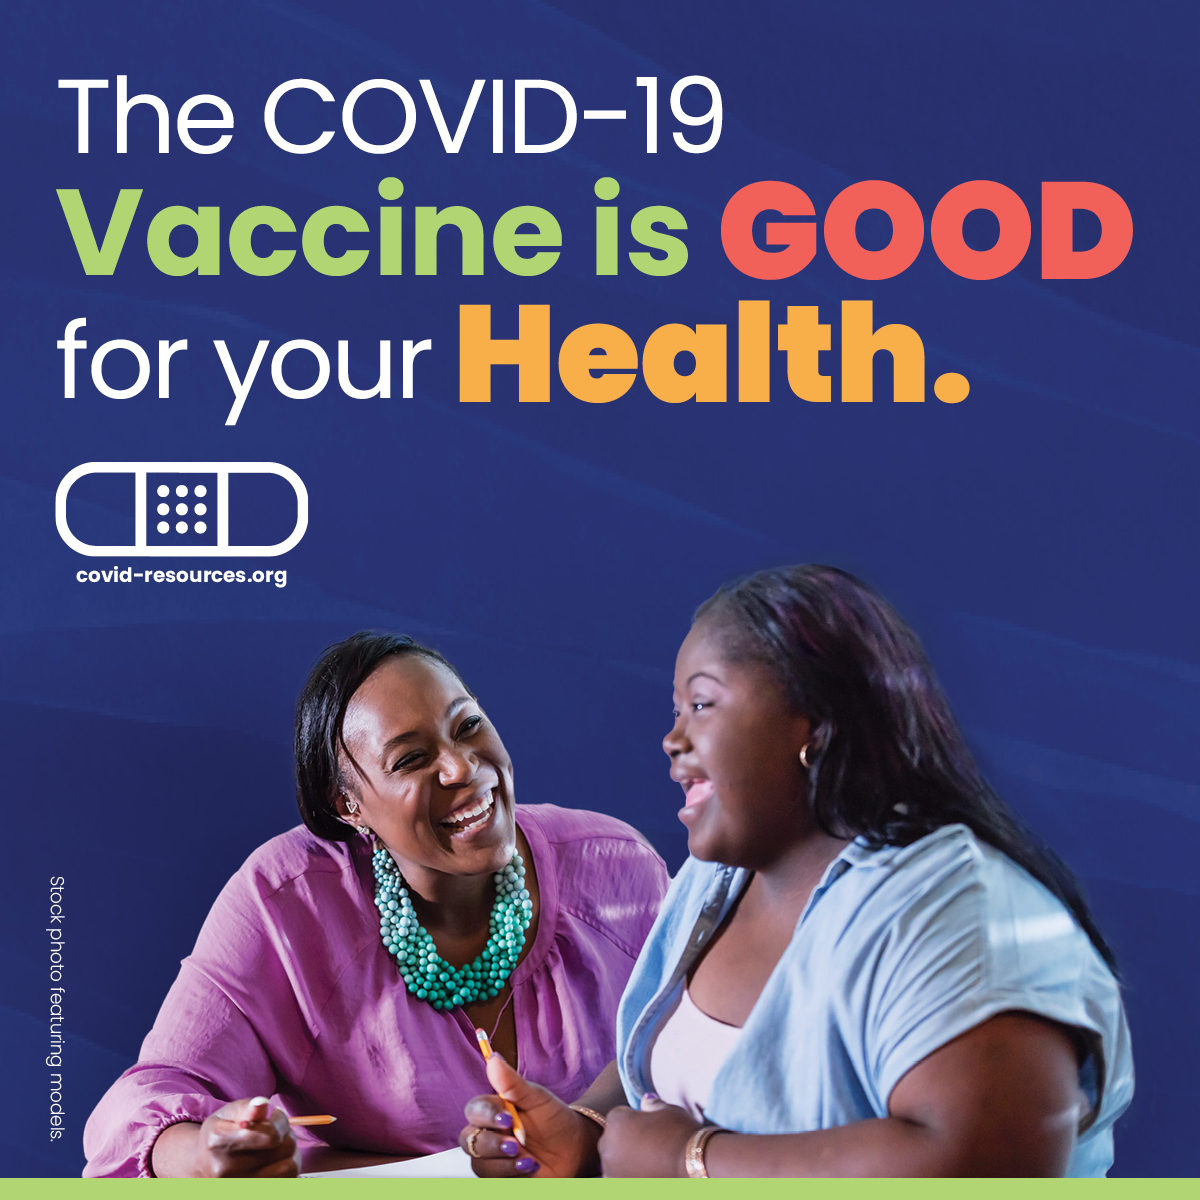 The COVID-19
Vaccine is GOOD
for your Health.
covid-resources.org
Stock photo featuring models.